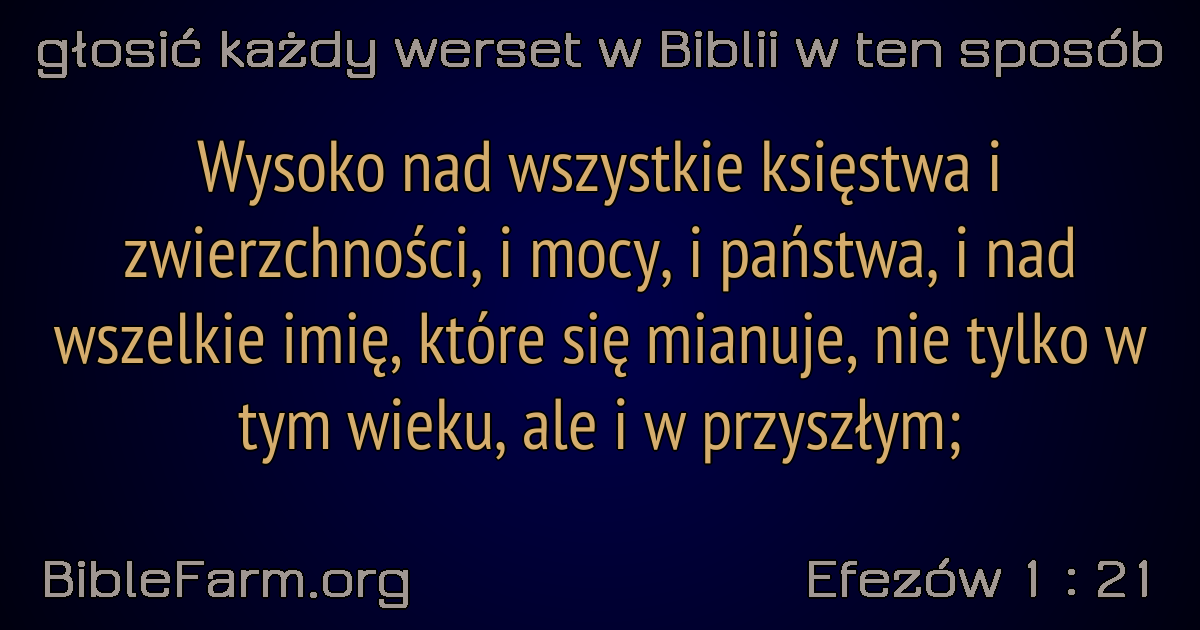 głosić każdy werset w Biblii w ten sposób
Wysoko nad wszystkie księstwa i
zwierzchności, i mocy, i państwa, i nad
wszelkie imię, które się mianuje, nie tylko w
tym wieku, ale i w przyszłym;
BibleFarm.org
Efezów 1 : 21